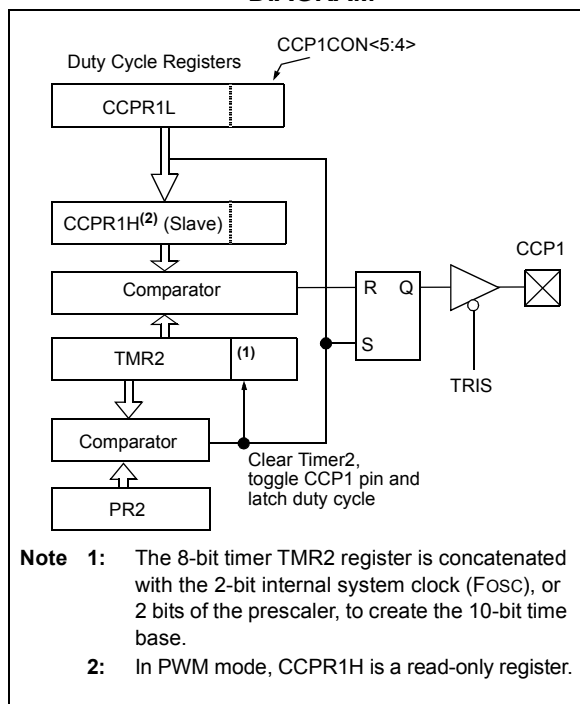 DIAGRAM
CCP1CON<5:4>
Duty Cycle Registers
CCPR1L
CCPR1H(2) (Slave)
CCP1
Comparator
R Q
(1)
TMR2
S
TRIS
Comparator
Clear Timer2,
toggle CCP1 pin and
latch duty cycle
PR2
Note 1: The 8-bit timer TMR2 register is concatenated
with the 2-bit internal system clock (FOSC), or
2 bits of the prescaler, to create the 10-bit time
base.
2: In PWM mode, CCPR1H is a read-only register.